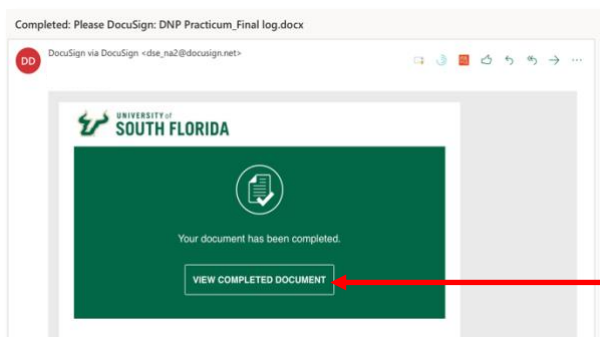 Completed: Please DocuSign: DNP Practicum_Final log.docx
DD
DocuSign via DocuSign <dse_na2@docusign.net>
UNIVERSITY of
SOUTH FLORIDA
Your document has been completed.
VIEW COMPLETED DOCUMENT